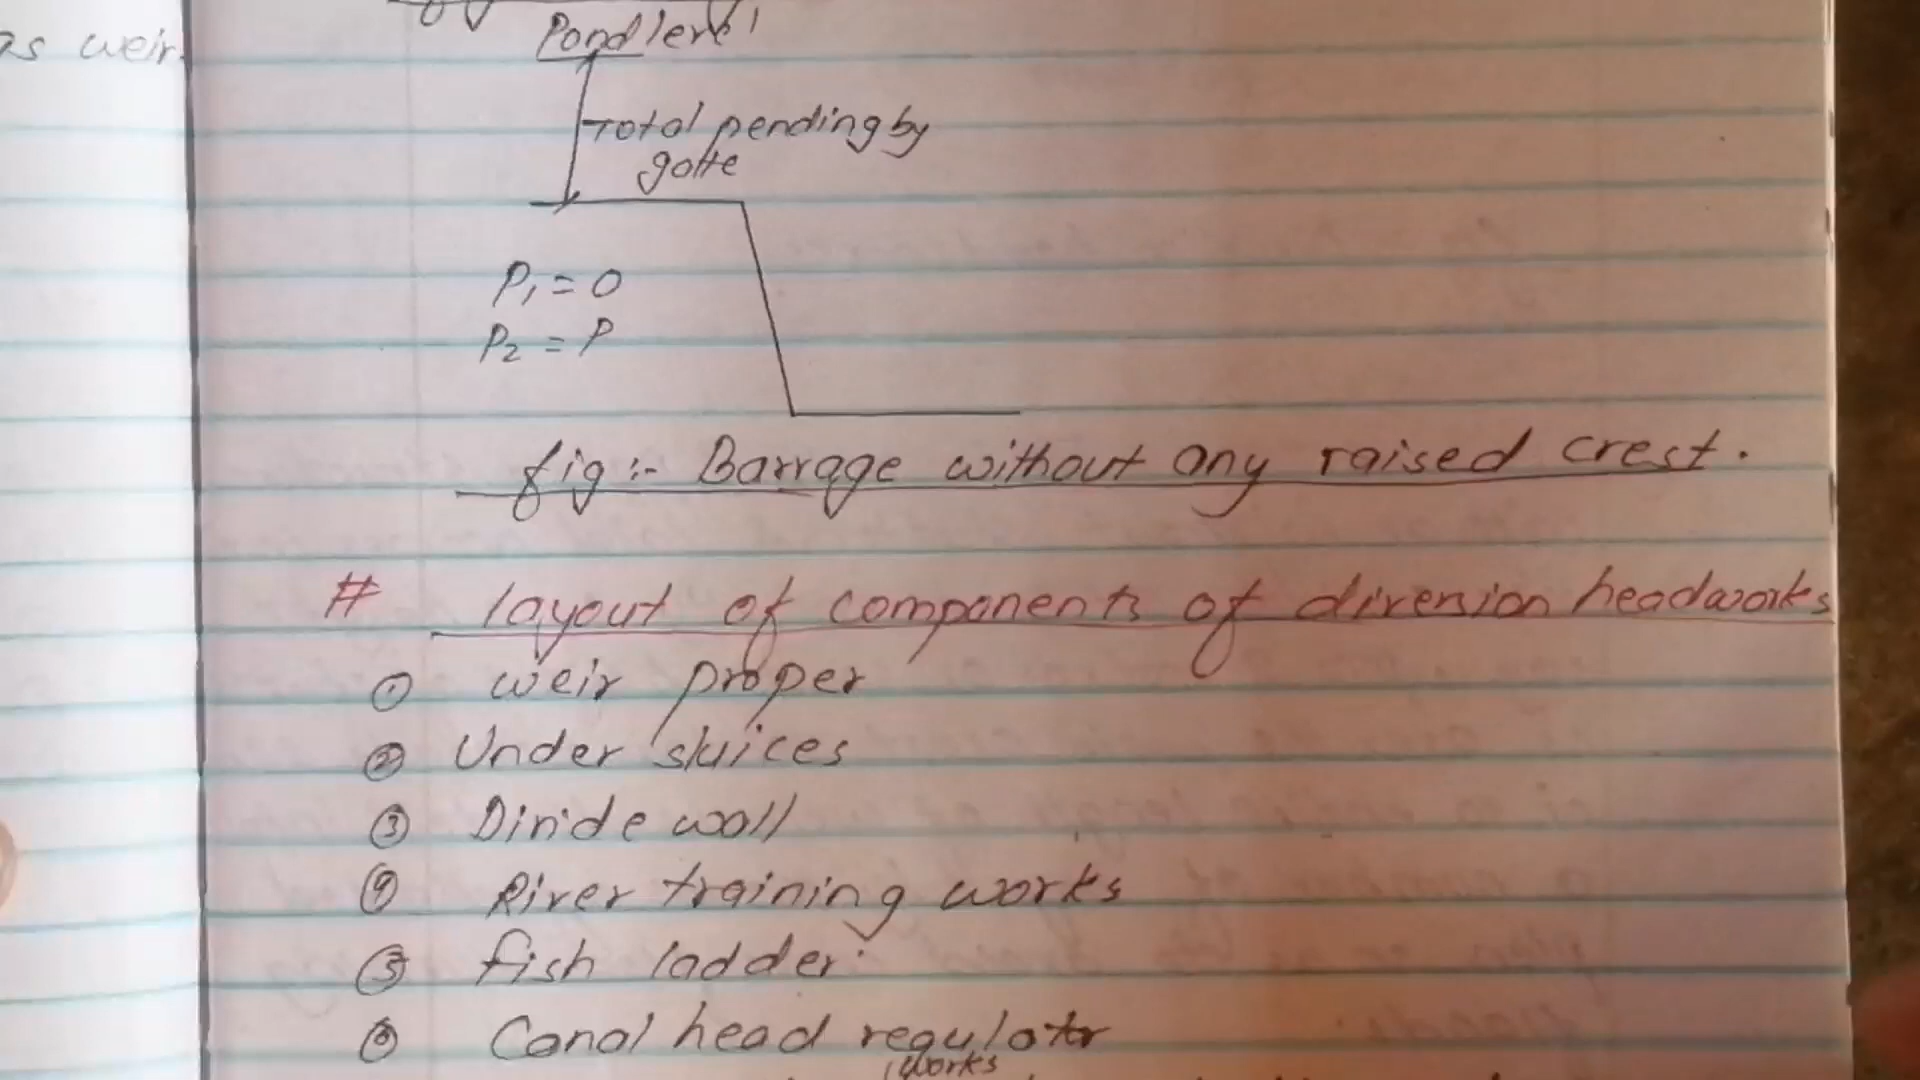 as weir.
Pond level
Total pending by
gatte
P1 = 0
P2 = P
fig :- Barrage without any raised crest.
# layout of components of diversion headworks
① weir proper
② Under sluices
③ Divide wall
④ River training works
⑤ fish ladder
⑥ Canal head regulator
works